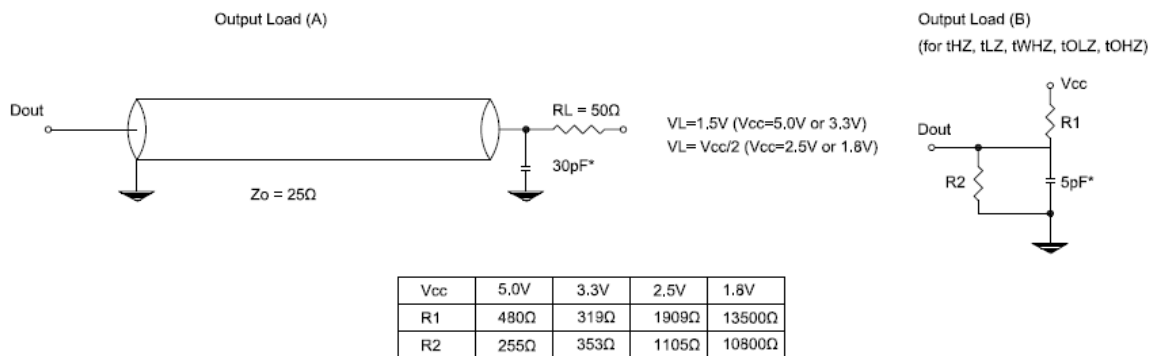 Output Load (A)
Dout
Zo = 25Ω
RL = 50Ω
30pF*
VL=1.5V (Vcc=5.0V or 3.3V)
VL= Vcc/2 (Vcc=2.5V or 1.8V)
Output Load (B)
(for tHZ, tLZ, tWHZ, tOLZ, tOHZ)
Vcc
R1
Dout
R2
5pF*
Vcc 5.0V 3.3V 2.5V 1.8V
R1 480Ω 319Ω 1909Ω 13500Ω
R2 255Ω 353Ω 1105Ω 10800Ω